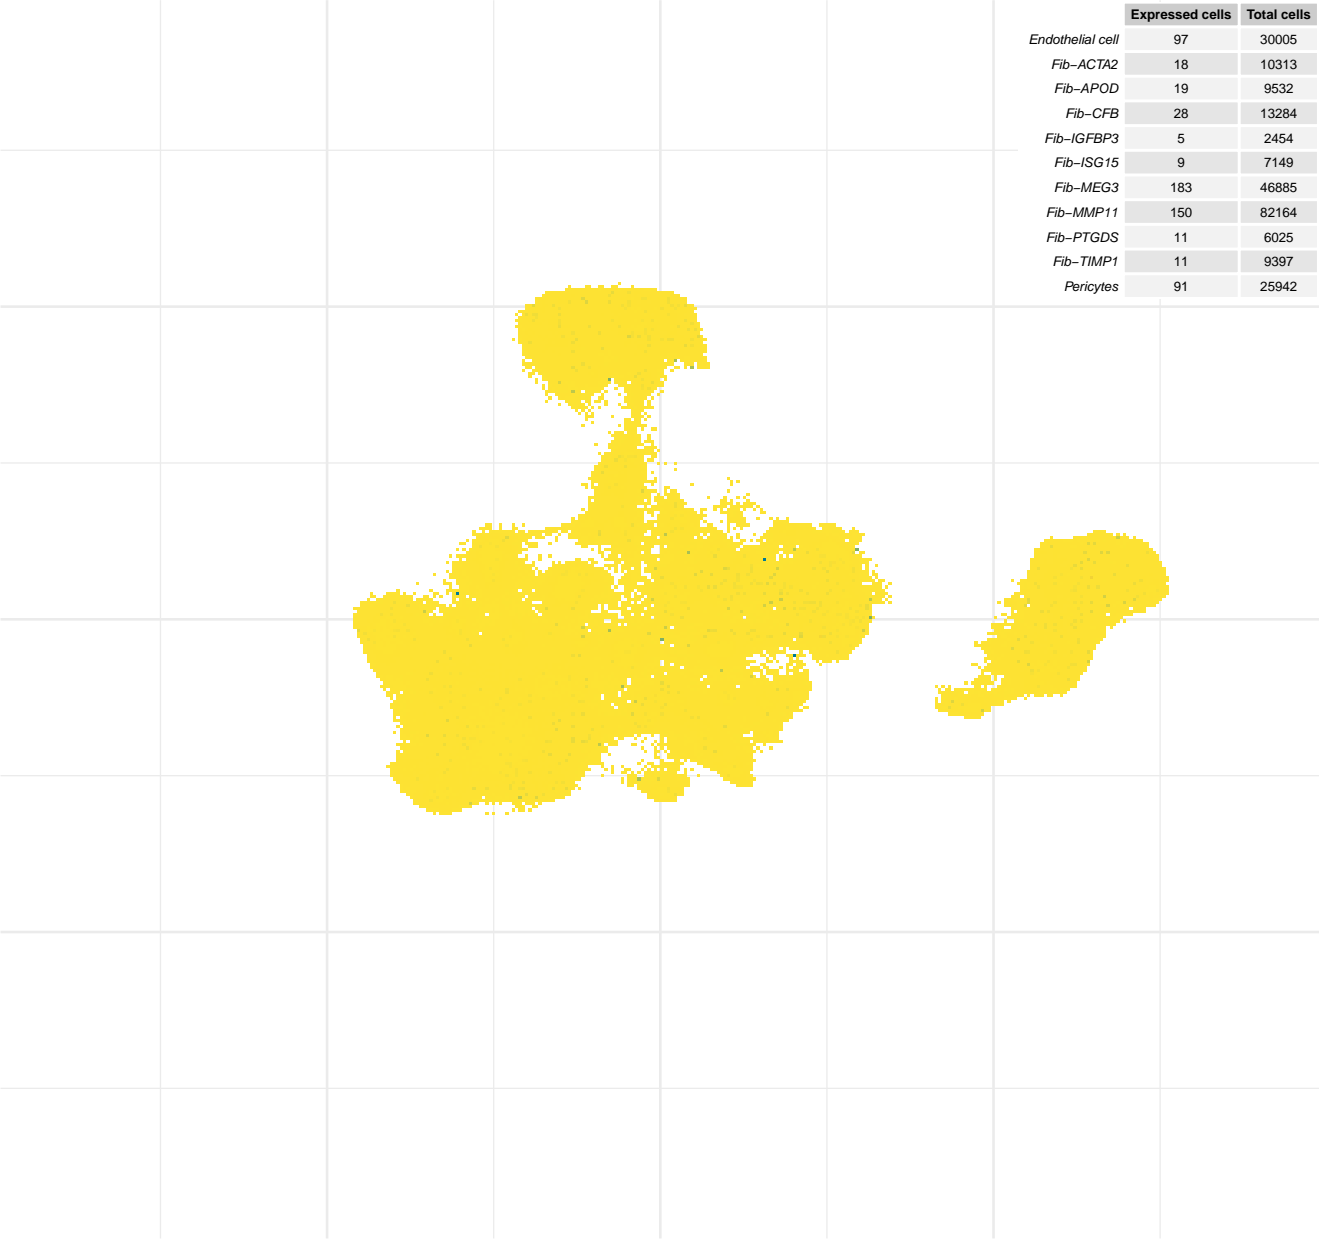 Expressed cells Total cells
Endothelial cell 97 30005
Fib−ACTA2 18 10313
Fib−APOD 19 9532
Fib−CFB 28 13284
Fib−IGFBP3 5 2454
Fib−ISG15 9 7149
Fib−MEG3 183 46885
Fib−MMP11 150 82164
Fib−PTGDS 11 6025
Fib−TIMP1 11 9397
Pericytes 91 25942